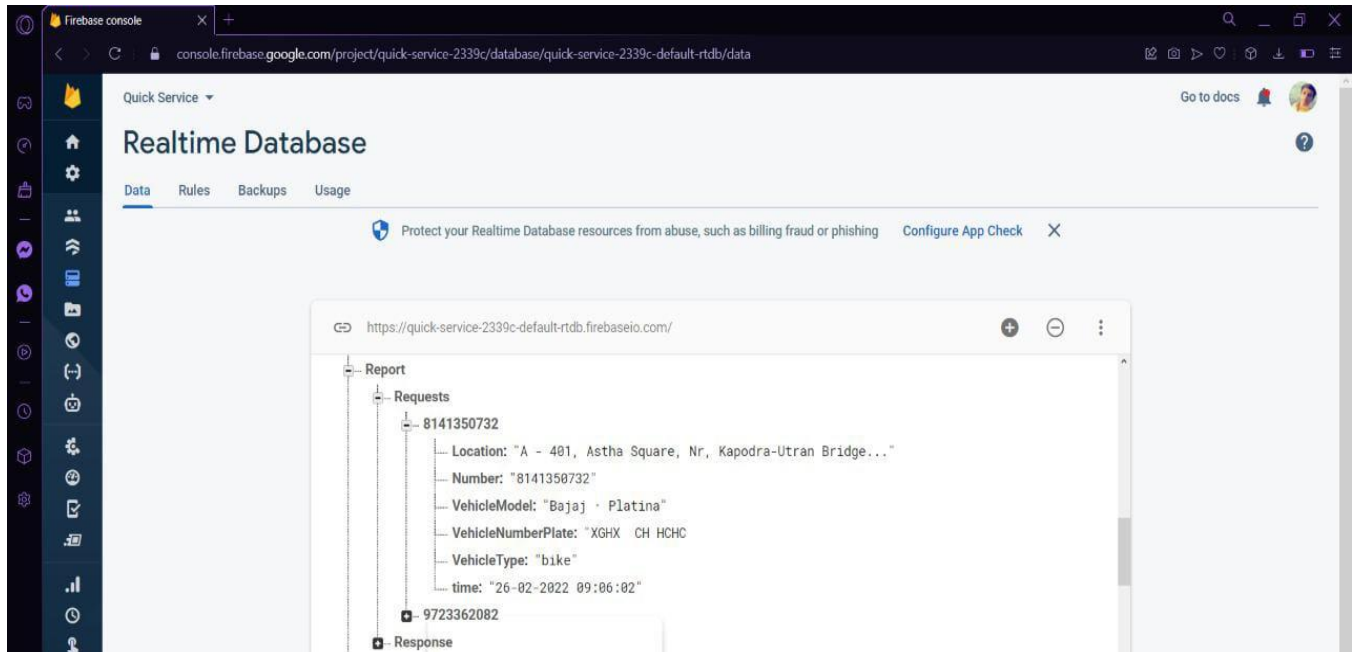 Firebase console
console.firebase.google.com/project/quick-service-2339c/database/quick-service-2339c-default-rtdb/data
Quick Service
Go to docs
Realtime Database
Data Rules Backups Usage
Protect your Realtime Database resources from abuse, such as billing fraud or phishing Configure App Check
https://quick-service-2339c-default-rtdb.firebaseio.com/
Report
Requests
8141350732
Location: "A - 401, Astha Square, Nr, Kapodra-Utran Bridge..."
Number: "8141350732"
VehicleModel: "Bajaj · Platina"
VehicleNumberPlate: "XGHX CH HCHC
VehicleType: "bike"
time: "26-02-2022 09:06:02"
9723362082
Response